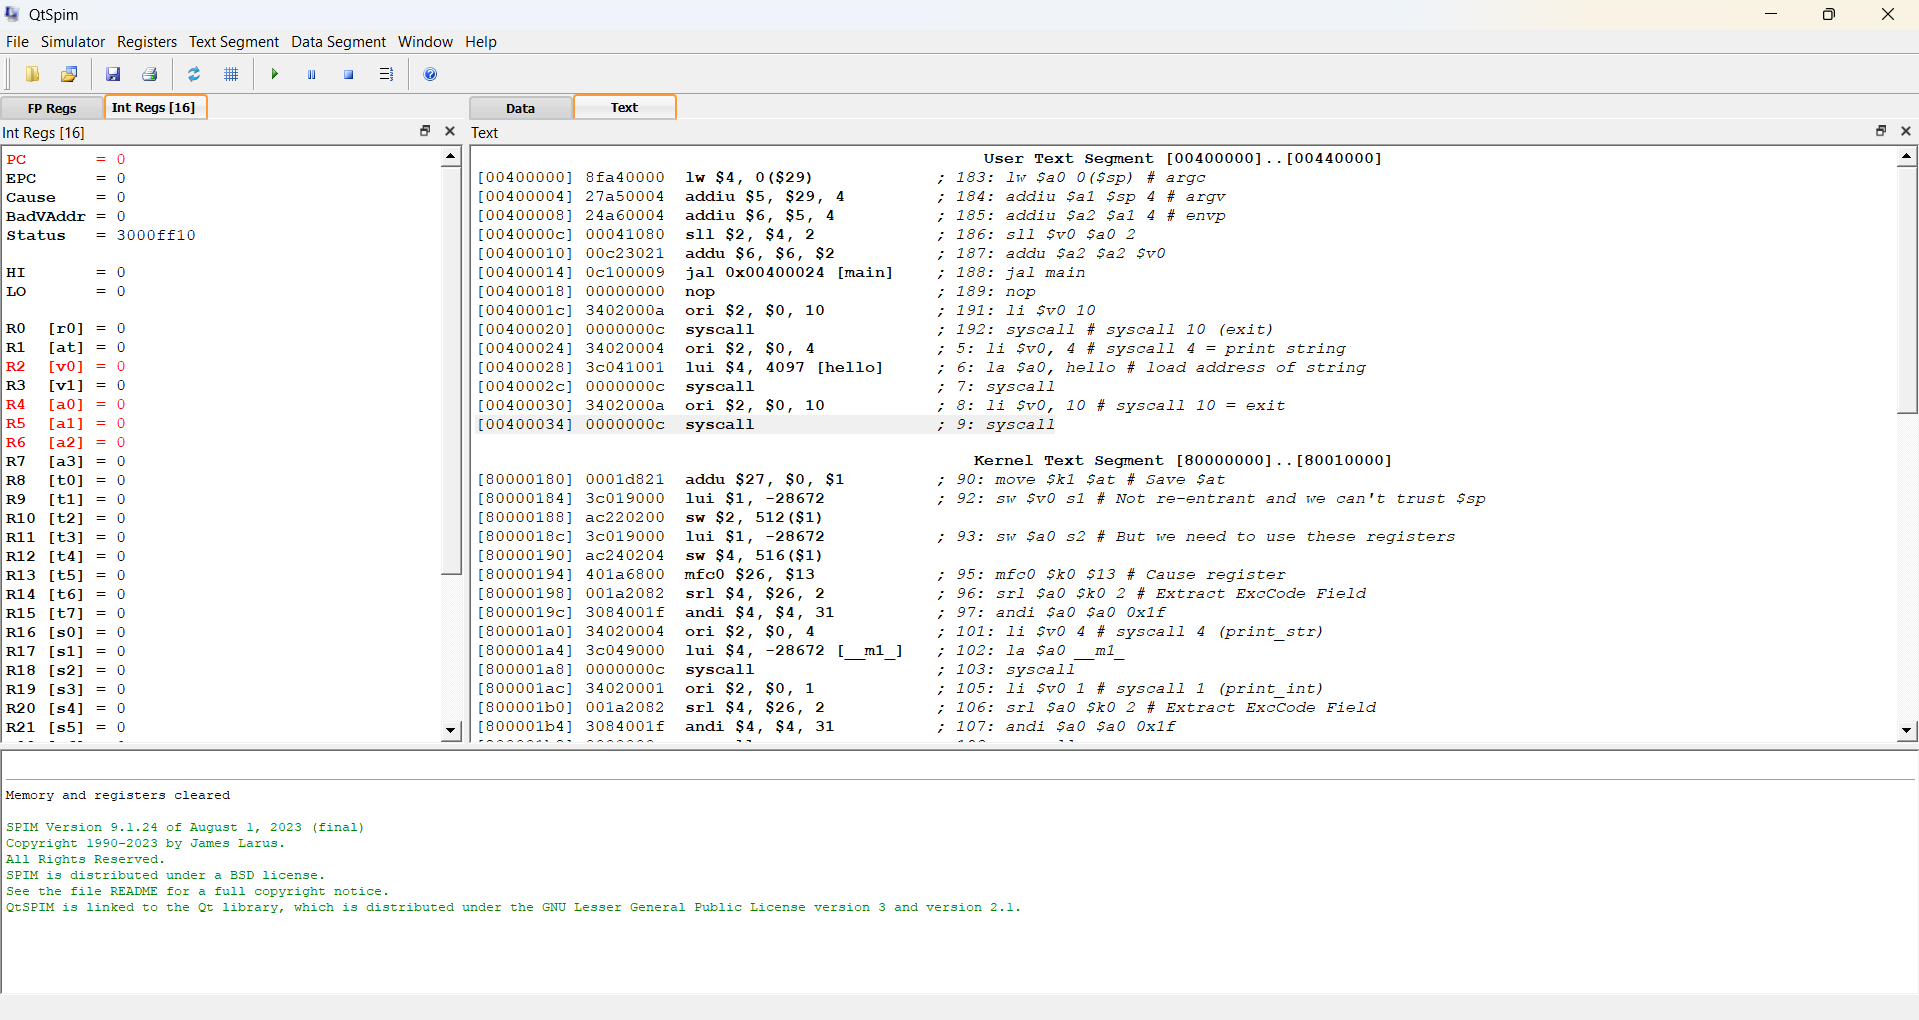 QtSpim
File Simulator Registers Text Segment Data Segment Window Help
FP Regs Int Regs [16]
Int Regs [16]
PC = 0
EPC = 0
Cause = 0
BadVAddr = 0
Status = 3000ff10
HI = 0
LO = 0
R0 [r0] = 0
R1 [at] = 0
R2 [v0] = 0
R3 [v1] = 0
R4 [a0] = 0
R5 [a1] = 0
R6 [a2] = 0
R7 [a3] = 0
R8 [t0] = 0
R9 [t1] = 0
R10 [t2] = 0
R11 [t3] = 0
R12 [t4] = 0
R13 [t5] = 0
R14 [t6] = 0
R15 [t7] = 0
R16 [s0] = 0
R17 [s1] = 0
R18 [s2] = 0
R19 [s3] = 0
R20 [s4] = 0
R21 [s5] = 0
Data Text
Text
User Text Segment [00400000]..[00440000]
[00400000] 8fa40000 lw $4, 0($29) ; 183: lw $a0 0($sp) # argc
[00400004] 27a50004 addiu $5, $29, 4 ; 184: addiu $a1 $sp 4 # argv
[00400008] 24a60004 addiu $6, $5, 4 ; 185: addiu $a2 $a1 4 # envp
[0040000c] 00041080 sll $2, $4, 2 ; 186: sll $v0 $a0 2
[00400010] 00c23021 addu $6, $6, $2 ; 187: addu $a2 $a2 $v0
[00400014] 0c100009 jal 0x00400024 [main] ; 188: jal main
[00400018] 00000000 nop ; 189: nop
[0040001c] 3402000a ori $2, $0, 10 ; 191: li $v0 10
[00400020] 0000000c syscall ; 192: syscall # syscall 10 (exit)
[00400024] 34020004 ori $2, $0, 4 ; 5: li $v0, 4 # syscall 4 = print string
[00400028] 3c041001 lui $4, 4097 [hello] ; 6: la $a0, hello # load address of string
[0040002c] 0000000c syscall ; 7: syscall
[00400030] 3402000a ori $2, $0, 10 ; 8: li $v0, 10 # syscall 10 = exit
[00400034] 0000000c syscall ; 9: syscall
Kernel Text Segment [80000000]..[80010000]
[80000180] 0001d821 addu $27, $0, $1 ; 90: move $k1 $at # Save $at
[80000184] 3c019000 lui $1, -28672 ; 92: sw $v0 s1 # Not re-entrant and we can't trust $sp
[80000188] ac220200 sw $2, 512($1)
[8000018c] 3c019000 lui $1, -28672 ; 93: sw $a0 s2 # But we need to use these registers
[80000190] ac240204 sw $4, 516($1)
[80000194] 401a6800 mfc0 $26, $13 ; 95: mfc0 $k0 $13 # Cause register
[80000198] 001a2082 srl $4, $26, 2 ; 96: srl $a0 $k0 2 # Extract ExcCode Field
[8000019c] 3084001f andi $4, $4, 31 ; 97: andi $a0 $a0 0x1f
[800001a0] 34020004 ori $2, $0, 4 ; 101: li $v0 4 # syscall 4 (print_str)
[800001a4] 3c049000 lui $4, -28672 [__m1_] ; 102: la $a0 __m1_
[800001a8] 0000000c syscall ; 103: syscall
[800001ac] 34020001 ori $2, $0, 1 ; 105: li $v0 1 # syscall 1 (print_int)
[800001b0] 001a2082 srl $4, $26, 2 ; 106: srl $a0 $k0 2 # Extract ExcCode Field
[800001b4] 3084001f andi $4, $4, 31 ; 107: andi $a0 $a0 0x1f
Memory and registers cleared
SPIM Version 9.1.24 of August 1, 2023 (final)
Copyright 1990-2023 by James Larus.
All Rights Reserved.
SPIM is distributed under a BSD license.
See the file README for a full copyright notice.
QtSPIM is linked to the Qt library, which is distributed under the GNU Lesser General Public License version 3 and version 2.1.